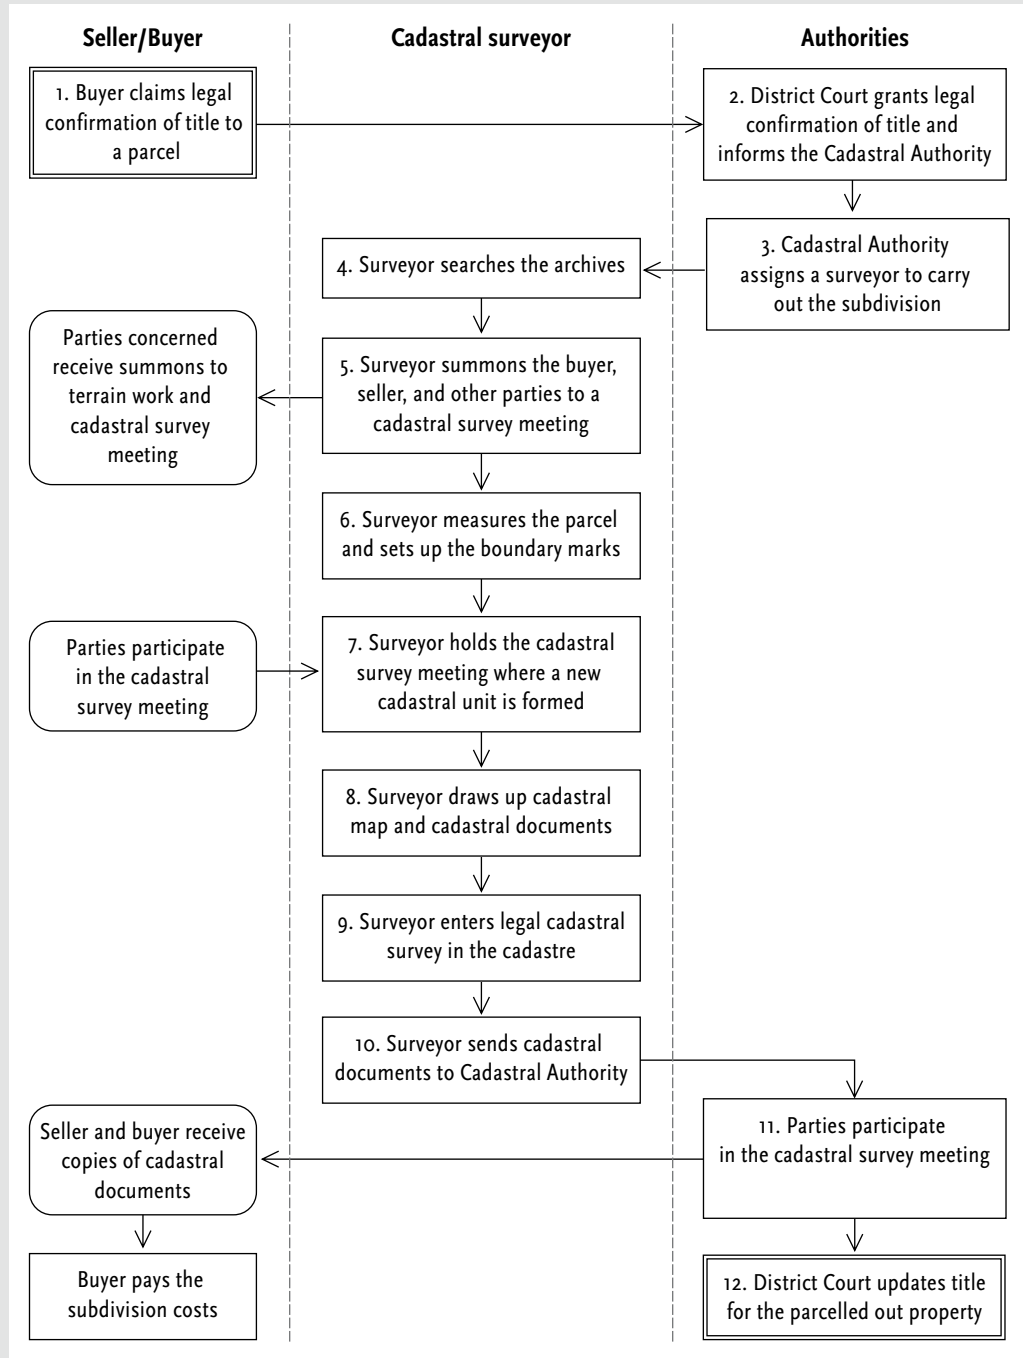 Seller/Buyer
Cadastral surveyor
Authorities
1. Buyer claims legal
confirmation of title to
a parcel
2. District Court grants legal
confirmation of title and
informs the Cadastral Authority
3. Cadastral Authority
assigns a surveyor to carry
out the subdivision
4. Surveyor searches the archives
Parties concerned
receive summons to
terrain work and
cadastral survey
meeting
5. Surveyor summons the buyer,
seller, and other parties to a
cadastral survey meeting
6. Surveyor measures the parcel
and sets up the boundary marks
Parties participate
in the cadastral
survey meeting
7. Surveyor holds the cadastral
survey meeting where a new
cadastral unit is formed
8. Surveyor draws up cadastral
map and cadastral documents
9. Surveyor enters legal cadastral
survey in the cadastre
10. Surveyor sends cadastral
documents to Cadastral Authority
11. Parties participate
in the cadastral survey meeting
Seller and buyer receive
copies of cadastral
documents
Buyer pays the
subdivision costs
12. District Court updates title
for the parcelled out property